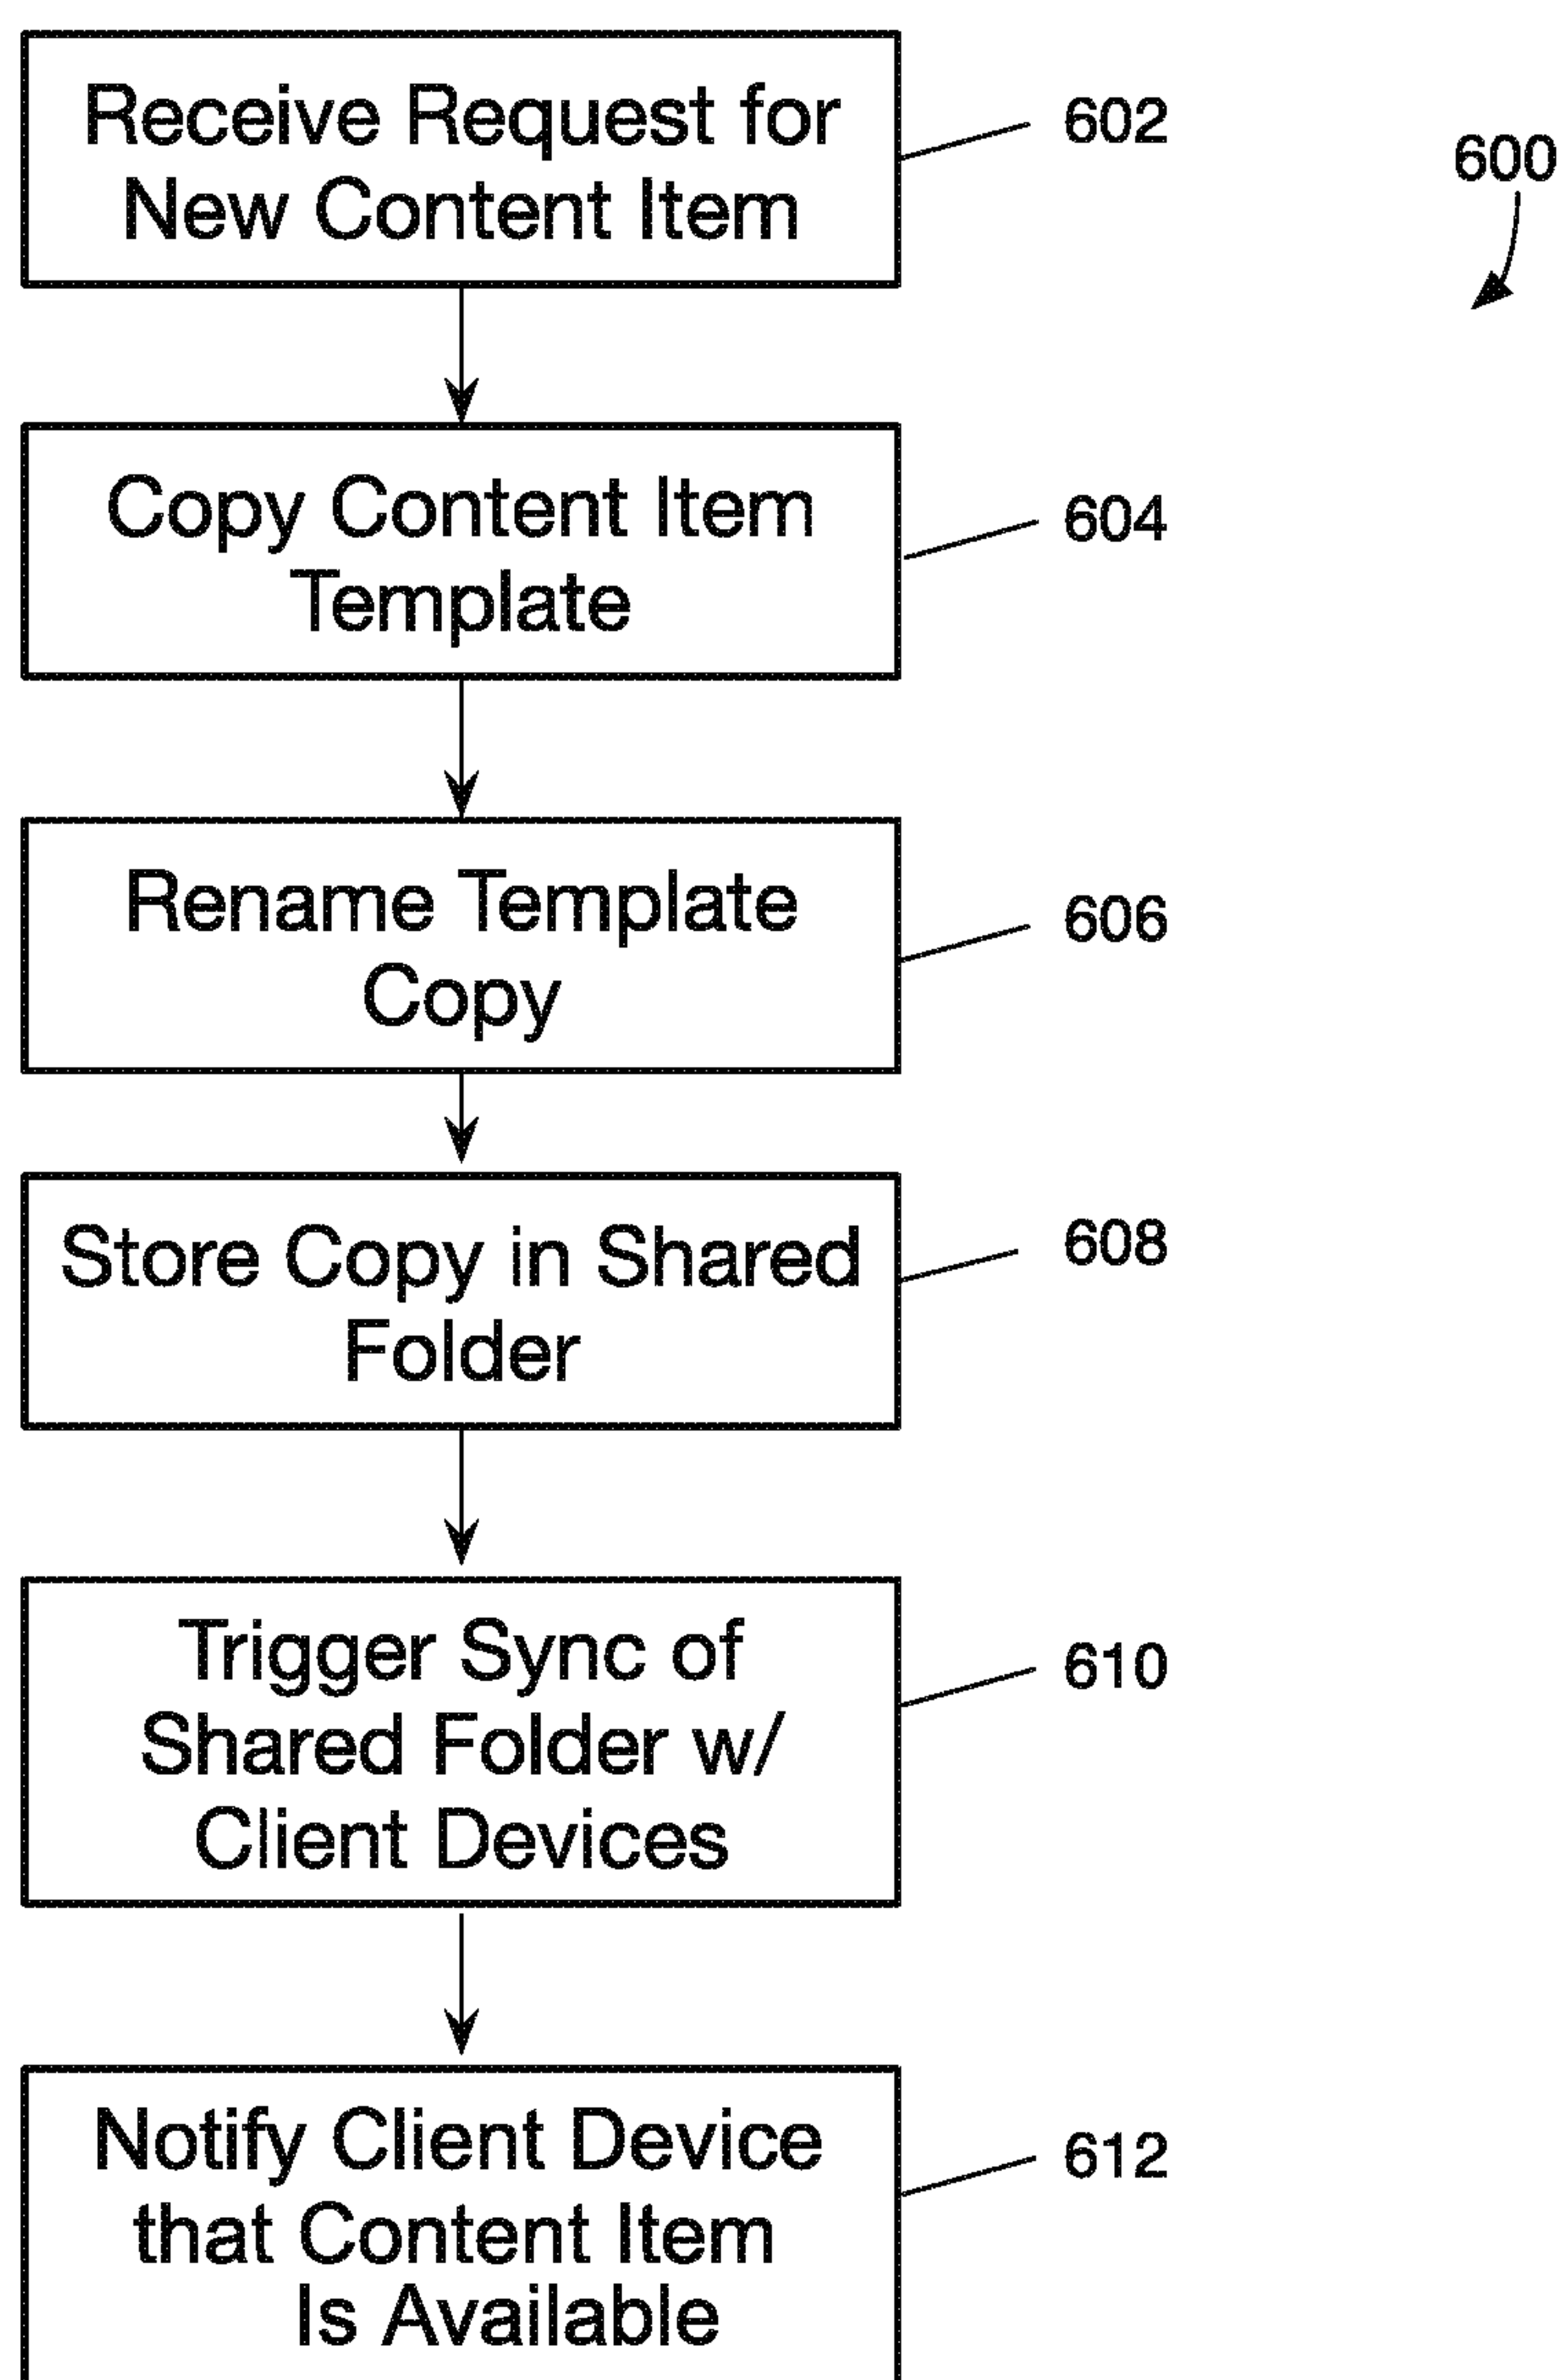 Receive Request for
New Content Item
602
600
Copy Content Item
Template
604
Rename Template
Copy
606
Store Copy in Shared
Folder
608
Trigger Sync of
Shared Folder w/
Client Devices
610
Notify Client Device
that Content Item
Is Available
612